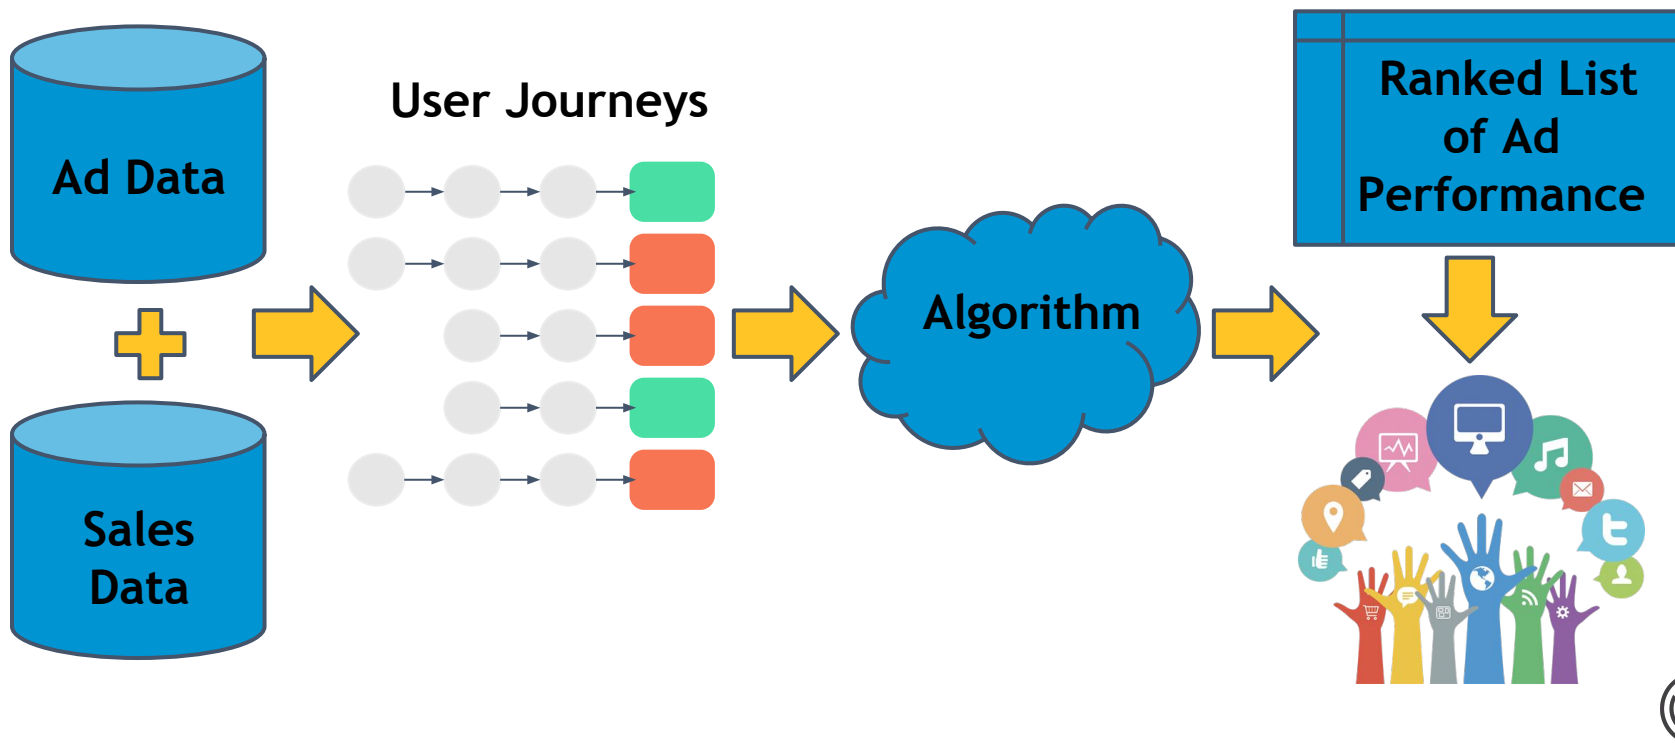 Ad Data
Sales
Data
User Journeys
Algorithm
Ranked List
of Ad
Performance